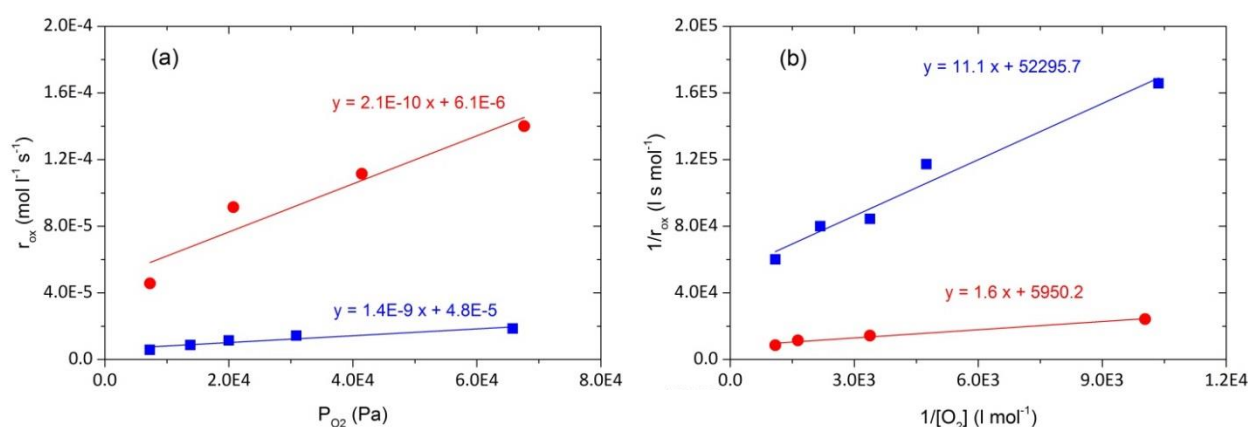 (a)
2.0E-4
1.6E-4
1.2E-4
8.0E-5
4.0E-5
0.0
r_ox (mol l⁻¹ s⁻¹)
y = 2.1E-10 x + 6.1E-6
y = 1.4E-9 x + 4.8E-5
0.0 2.0E4 4.0E4 6.0E4 8.0E4
P_O2 (Pa)
(b)
2.0E5
1.6E5
1.2E5
8.0E4
4.0E4
0.0
1/r_ox (l s mol⁻¹)
y = 11.1 x + 52295.7
y = 1.6 x + 5950.2
0.0 3.0E3 6.0E3 9.0E3 1.2E4
1/[O₂] (l mol⁻¹)